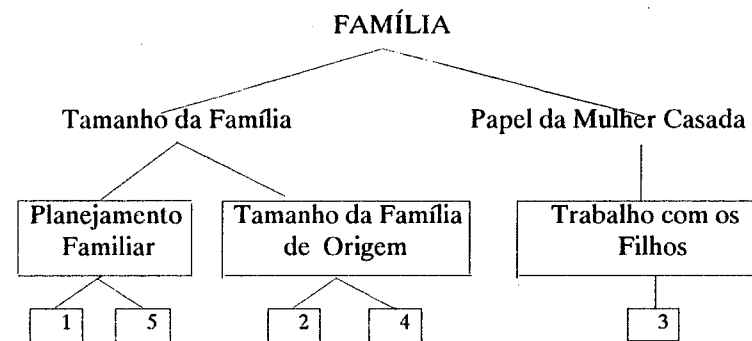 FAMÍLIA
Tamanho da Família
Papel da Mulher Casada
Planejamento
Familiar
Tamanho da Família
de Origem
Trabalho com os
Filhos
1
5
2
4
3